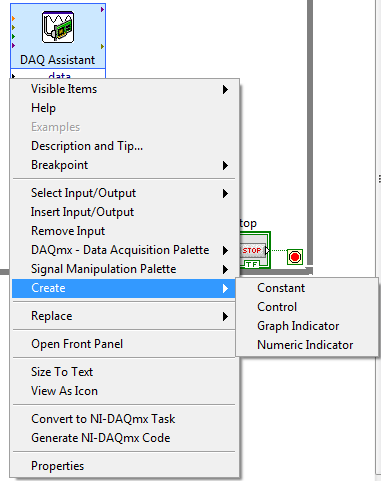 DAQ Assistant
data
Visible Items
Help
Examples
Description and Tip...
Breakpoint
Select Input/Output
Insert Input/Output
Remove Input
DAQmx - Data Acquisition Palette
Signal Manipulation Palette
Create
Replace
Open Front Panel
Size To Text
View As Icon
Convert to NI-DAQmx Task
Generate NI-DAQmx Code
Properties
top
STOP
TF
Constant
Control
Graph Indicator
Numeric Indicator